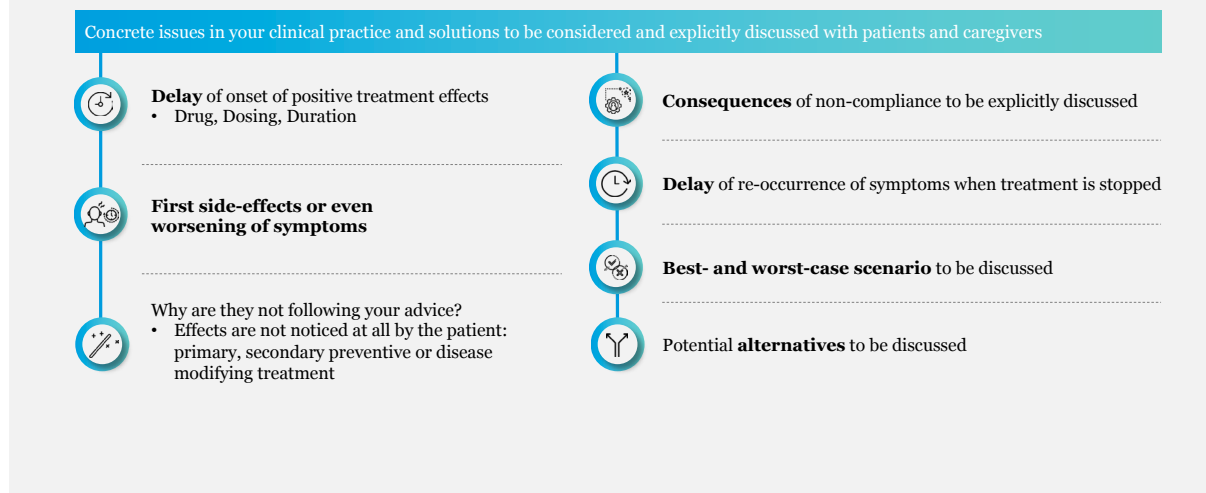 Concrete issues in your clinical practice and solutions to be considered and explicitly discussed with patients and caregivers
Delay of onset of positive treatment effects
• Drug, Dosing, Duration
First side-effects or even
worsening of symptoms
Why are they not following your advice?
• Effects are not noticed at all by the patient:
primary, secondary preventive or disease
modifying treatment
Consequences of non-compliance to be explicitly discussed
Delay of re-occurrence of symptoms when treatment is stopped
Best- and worst-case scenario to be discussed
Potential alternatives to be discussed